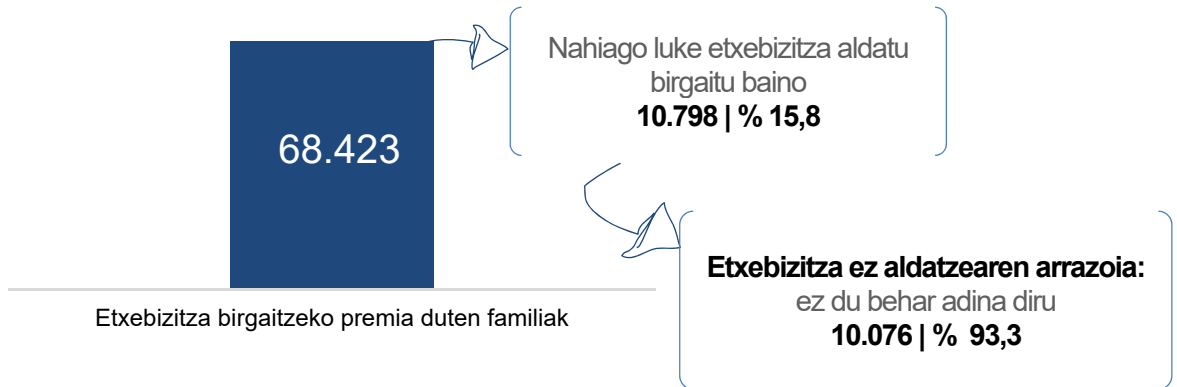 Nahiago luke etxebizitza aldatu
birgaitu baino
10.798 | % 15,8
68.423
Etxebizitza ez aldatzearen arrazoia:
ez du behar adina diru
10.076 | % 93,3
Etxebizitza birgaitzeko premia duten familiak